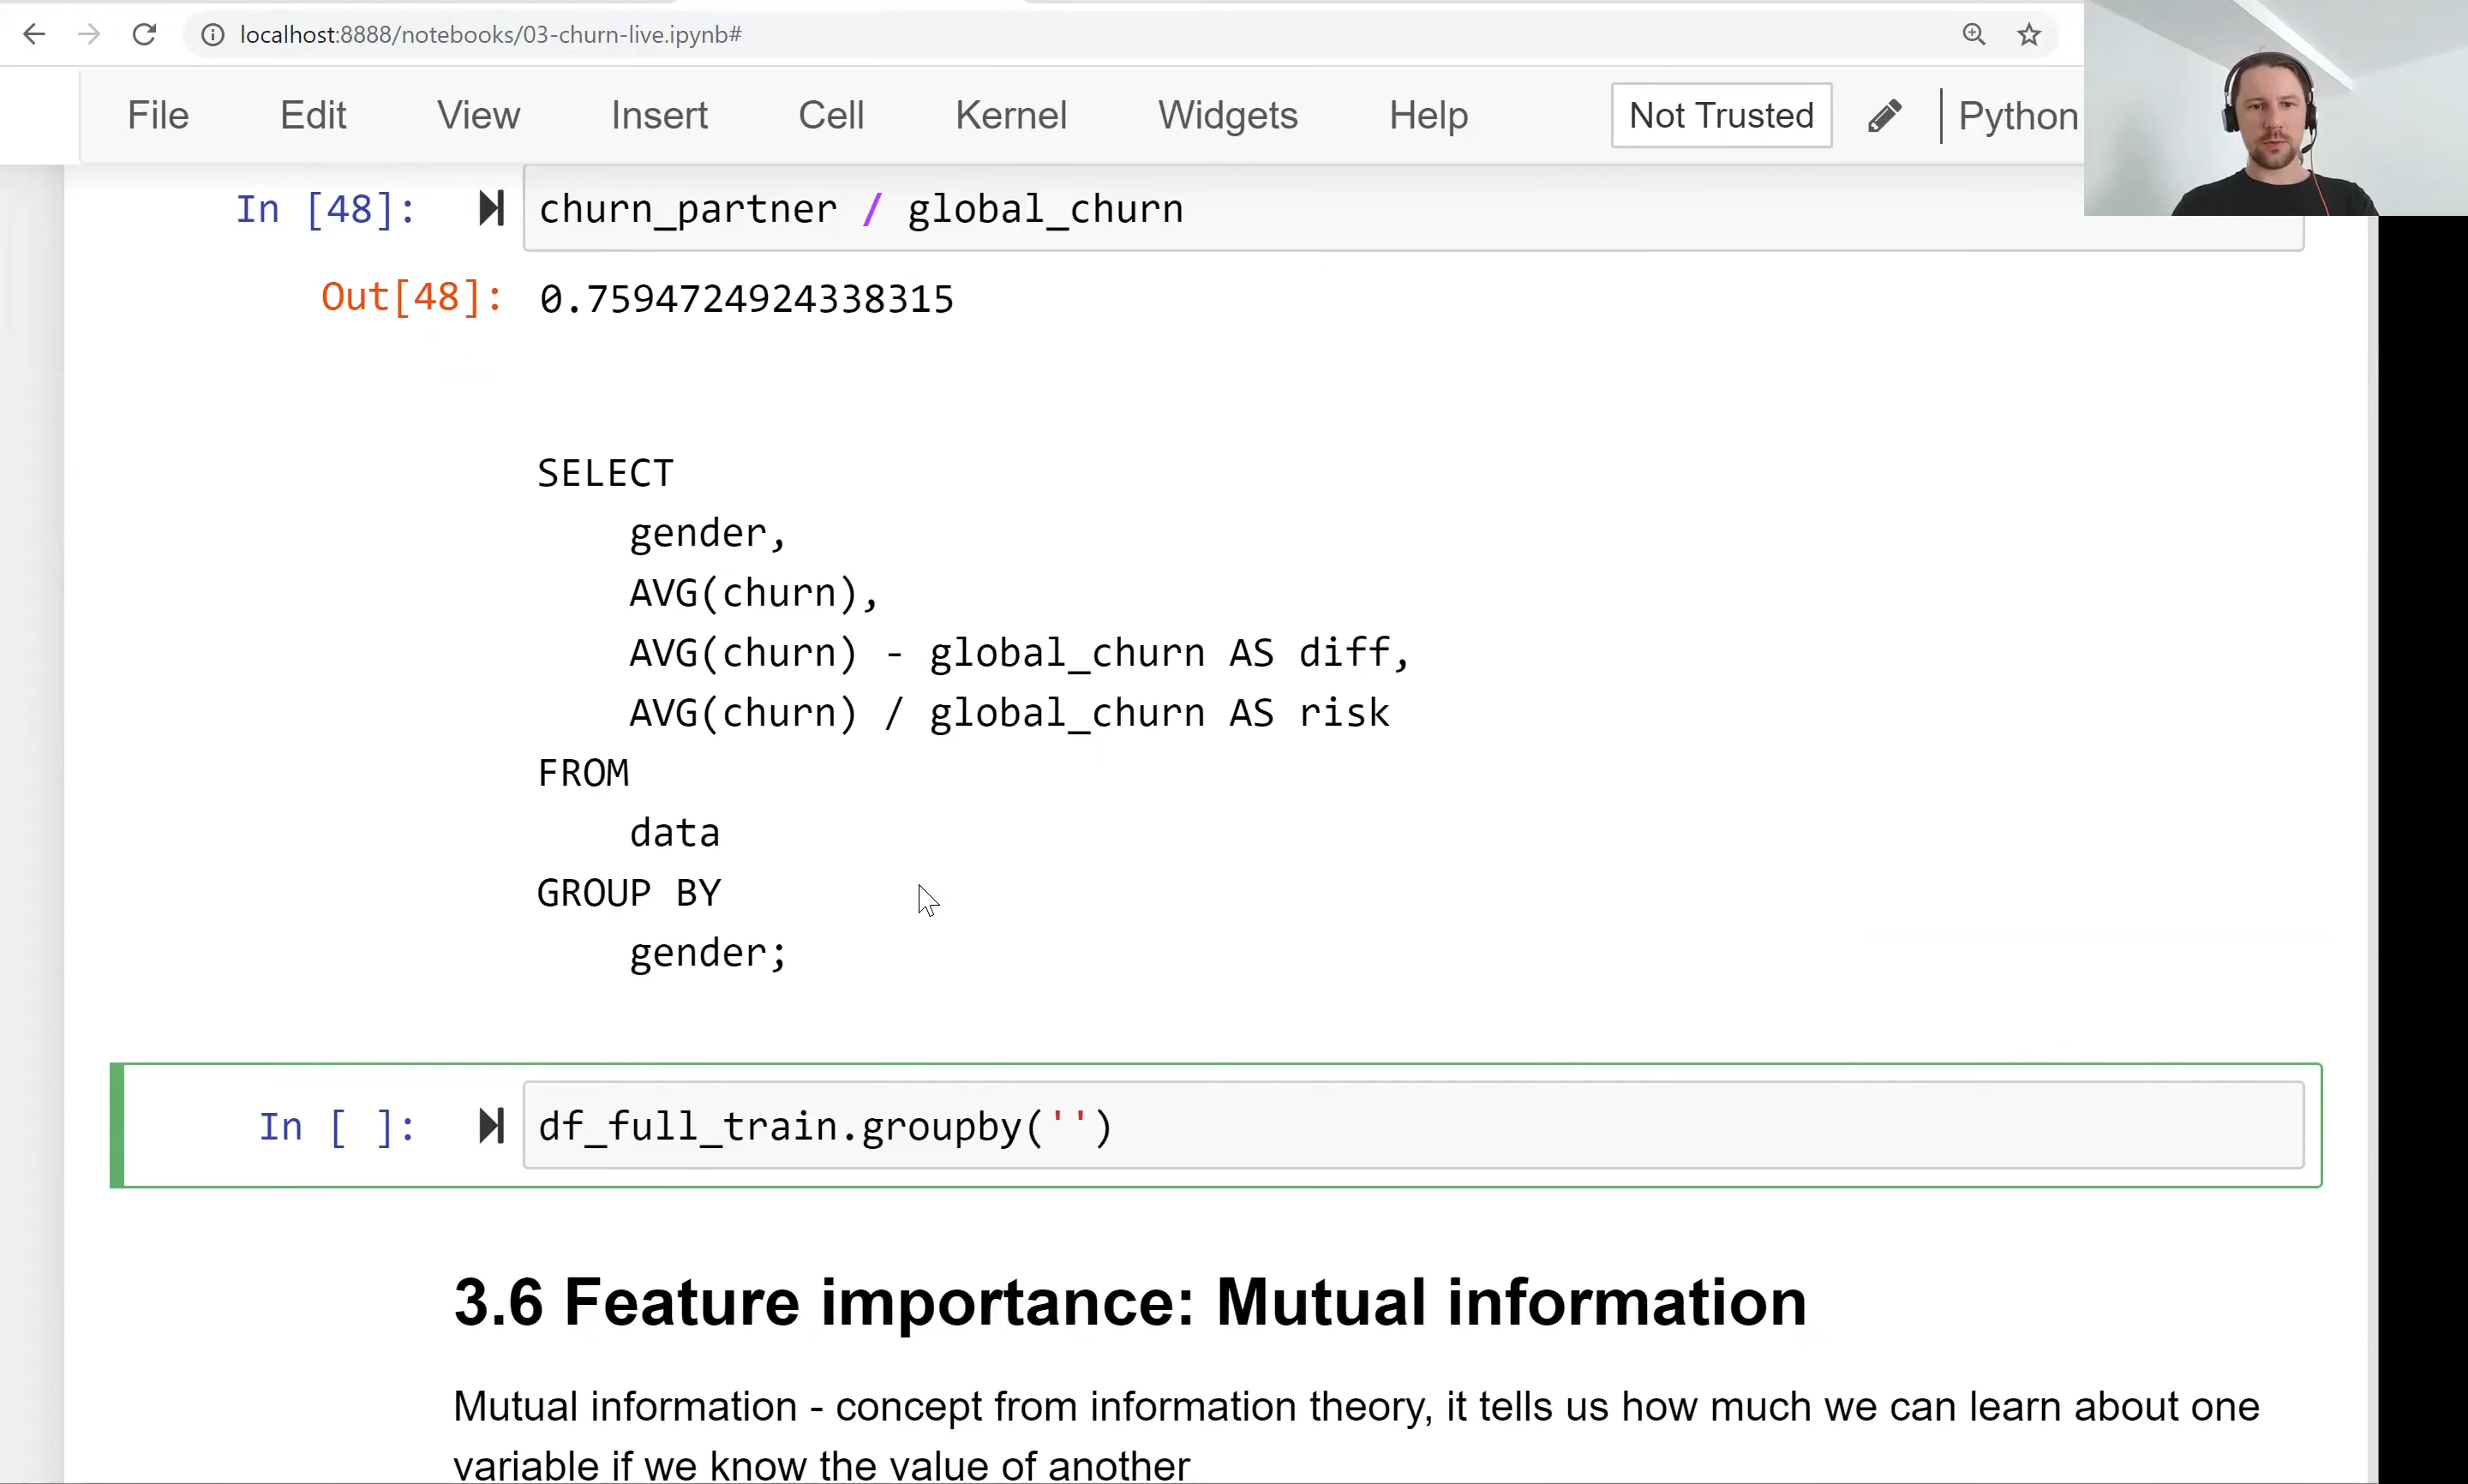 localhost:8888/notebooks/03-churn-live.ipynb#
File Edit View Insert Cell Kernel Widgets Help Not Trusted Python
In [48]: churn_partner / global_churn
Out[48]: 0.7594724924338315
SELECT
gender,
AVG(churn),
AVG(churn) - global_churn AS diff,
AVG(churn) / global_churn AS risk
FROM
data
GROUP BY
gender;
In [ ]: df_full_train.groupby('')
3.6 Feature importance: Mutual information
Mutual information - concept from information theory, it tells us how much we can learn about one
variable if we know the value of another